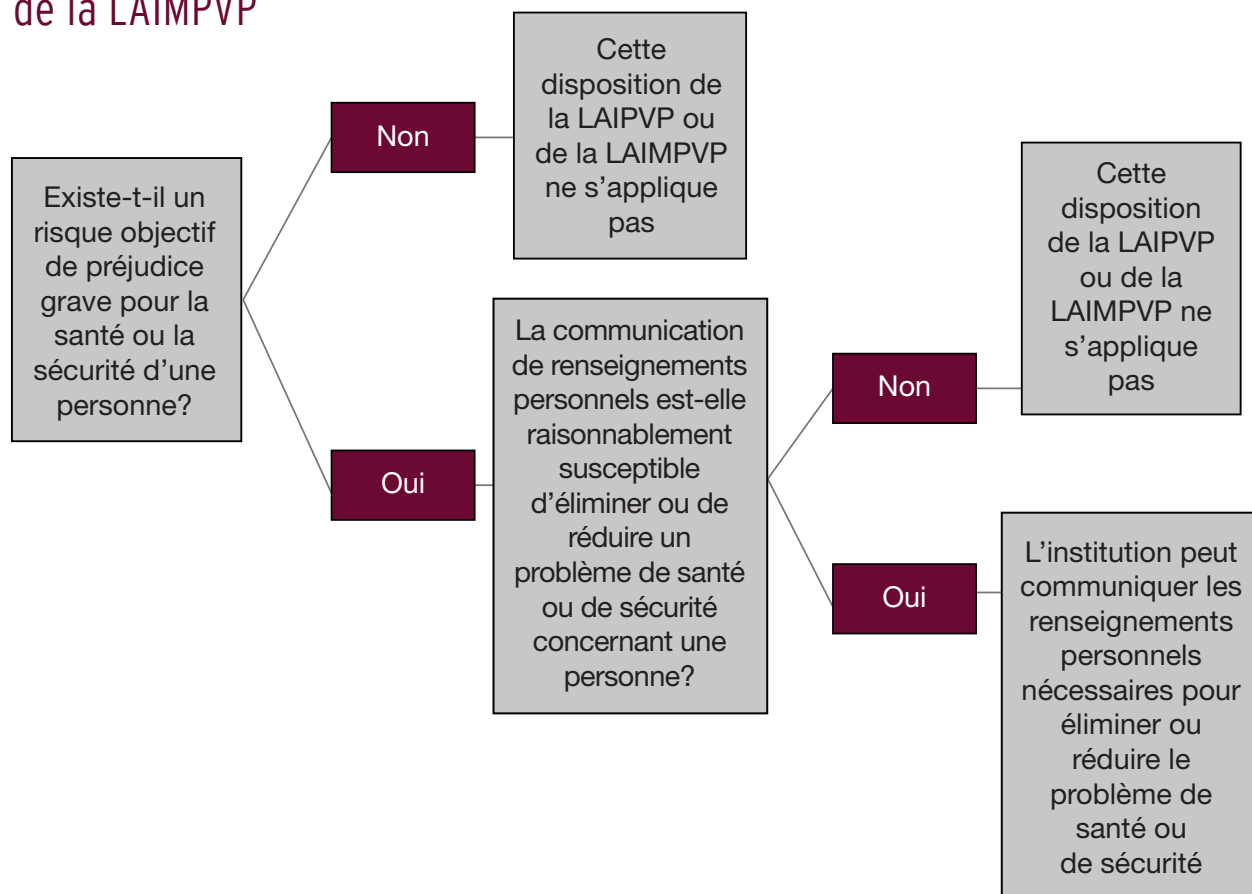 de la LAIMPVP
Existe-t-il un
risque objectif
de préjudice
grave pour la
santé ou la
sécurité d’une
personne?
Non
Cette
disposition de
la LAIPVP ou
de la LAIMPVP
ne s’applique
pas
Oui
La communication
de renseignements
personnels est-elle
raisonnablement
susceptible
d’éliminer ou de
réduire un
problème de santé
ou de sécurité
concernant une
personne?
Non
Cette
disposition
de la LAIPVP
ou de la
LAIMPVP ne
s’applique
pas
Oui
L’institution peut
communiquer les
renseignements
personnels
nécessaires pour
éliminer ou
réduire le
problème de
santé ou
de sécurité